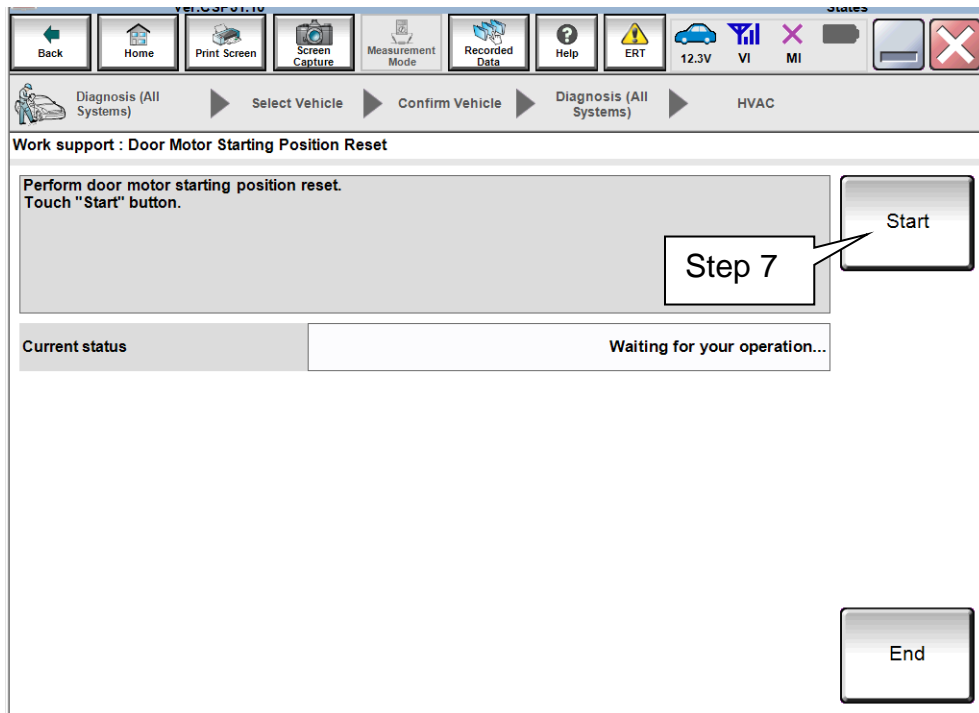 Back
Home
Print Screen
Screen
Capture
Measurement
Mode
Recorded
Data
Help
ERT
12.3V
VI
MI
Diagnosis (All
Systems)
Select Vehicle
Confirm Vehicle
Diagnosis (All
Systems)
HVAC
Work support : Door Motor Starting Position Reset
Perform door motor starting position reset.
Touch "Start" button.
Start
Step 7
Current status
Waiting for your operation...
End